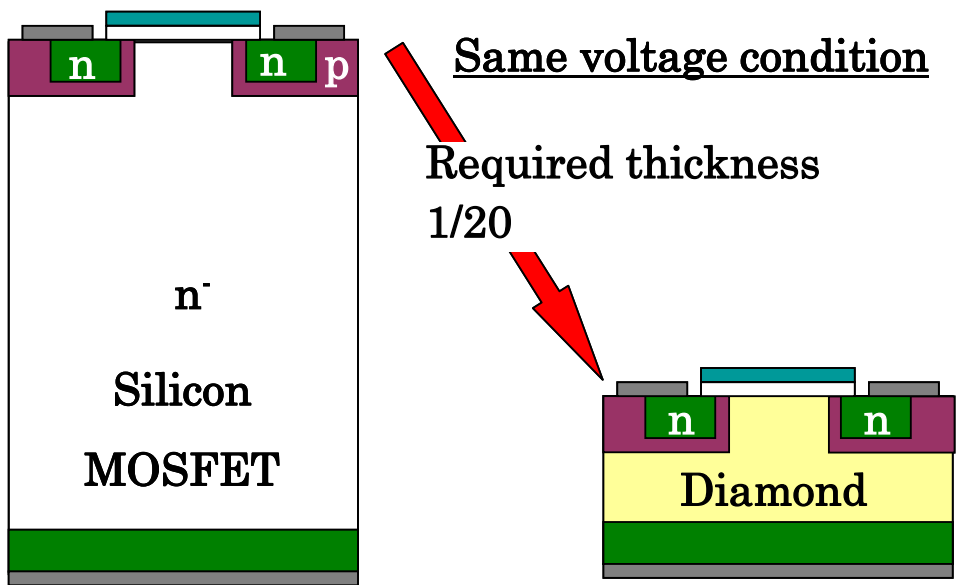 Same voltage condition
n n p
Required thickness
1/20
n⁻
Silicon
MOSFET
n n
Diamond